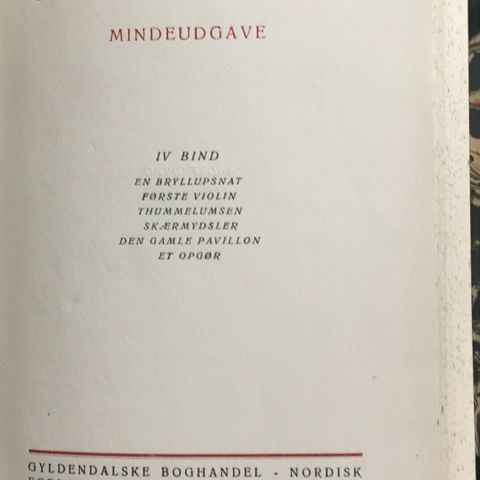 MINDEUDGAVE
IV BIND
EN BRYLLUPSNAT
FØRSTE VIOLIN
THUMMELUMSEN
SKÆRMYDSLER
DEN GAMLE PAVILLON
ET OPGØR
GYLDENDALSKE BOGHANDEL - NORDISK